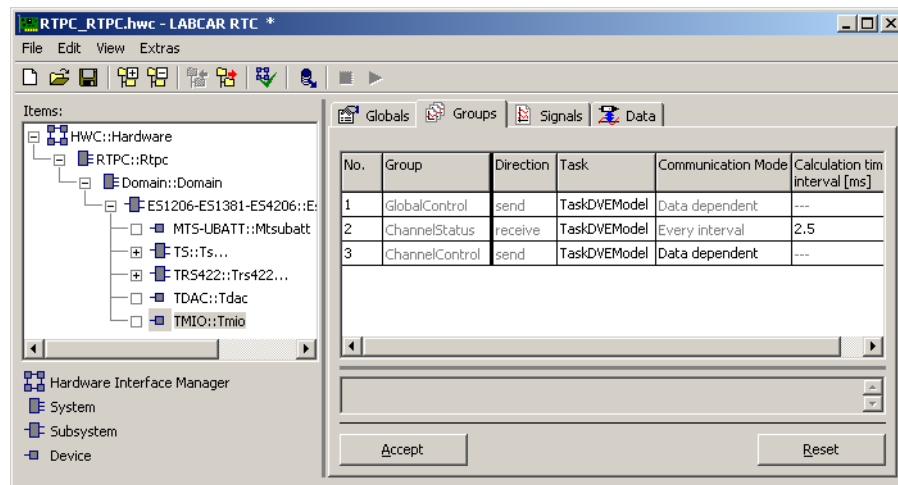 RTPC_RTPC.hwc - LABCAR RTC *
File Edit View Extras
Items:
HWC::Hardware
RTPC::Rtpc
Domain::Domain
ES1206-ES1381-ES4206::E
MTS-UBATT::Mtsubatt
TS::Ts...
TRS422::Trs422...
TDAC::Tdac
TMIO::Tmio
Hardware Interface Manager
System
Subsystem
Device
Globals Groups Signals Data
No. Group Direction Task Communication Mode Calculation tim
interval [ms]
1 GlobalControl send TaskDVEModel Data dependent ---
2 ChannelStatus receive TaskDVEModel Every interval 2.5
3 ChannelControl send TaskDVEModel Data dependent ---
Accept Reset